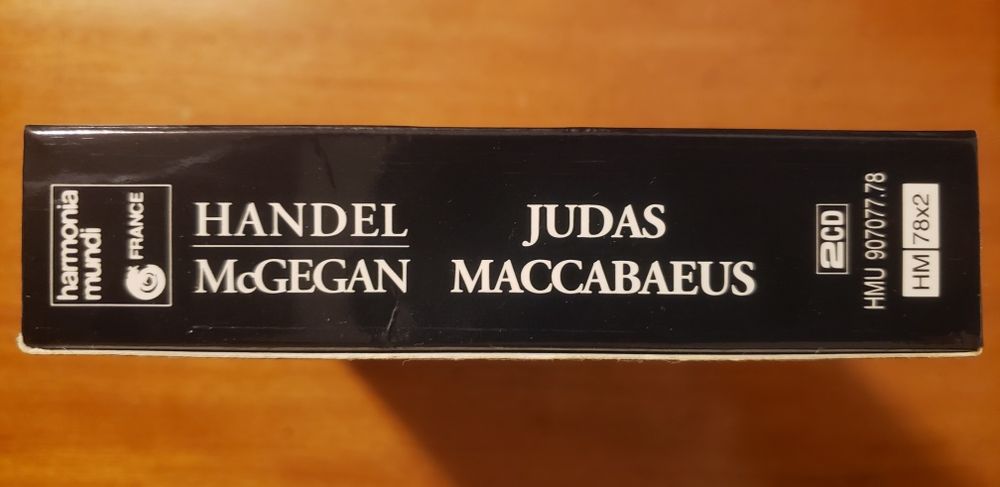 harmonia
mundi
FRANCE
HANDEL
McGEGAN
JUDAS
MACCABAEUS
2CD
HMU 907077.78
HM 78x2